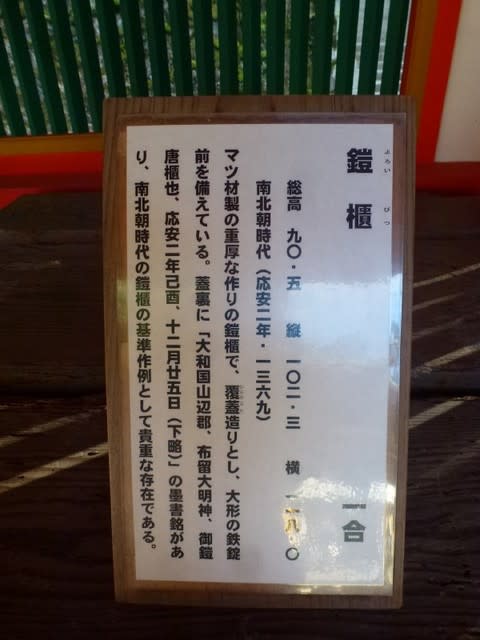 鎧櫃 一合
よろい びつ
総高 九〇・五 縦 一〇二・三 横
南北朝時代(応安二年・一三六九)
マツ材製の重厚な作りの鎧櫃で、覆蓋造りとし、大形の鉄錠
前を備えている。蓋裏に「大和国山辺郡、布留大明神、御鎧
唐櫃也、応安二年己酉、十二月廿五日(下略)」の墨書銘があ
り、南北朝時代の鎧櫃の基準作例として貴重な存在である。